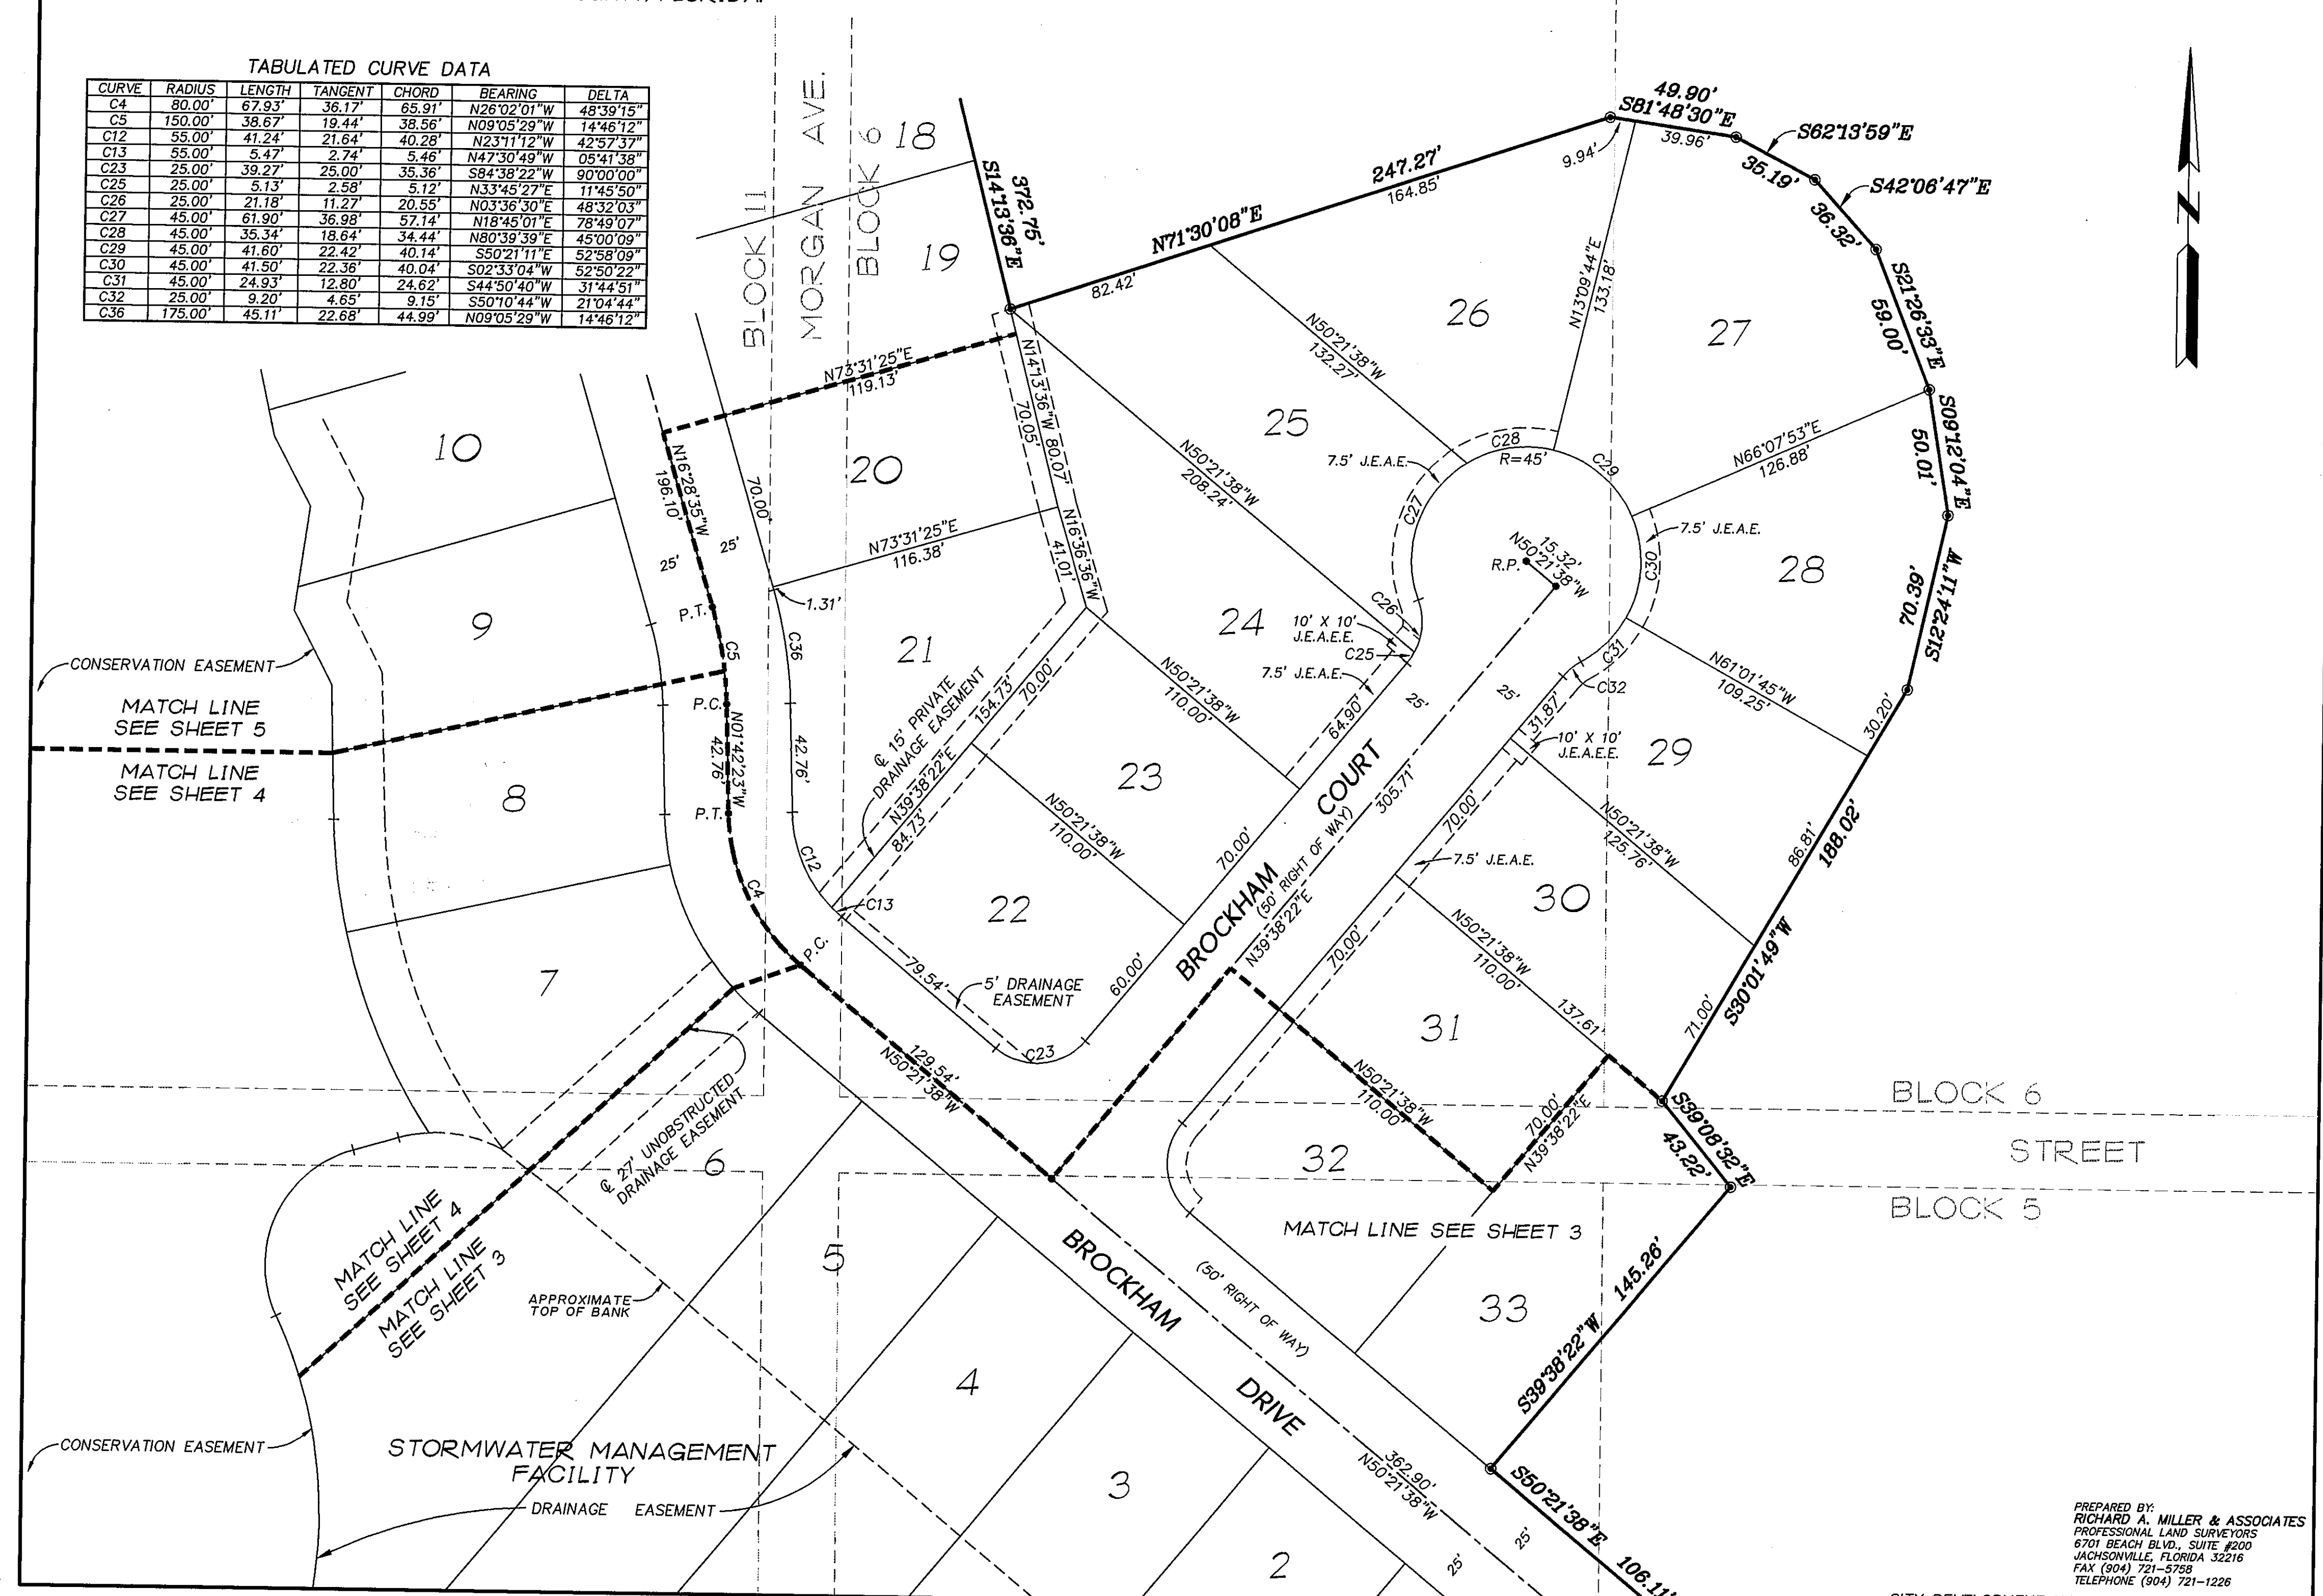 TABULATED CURVE DATA
CURVE RADIUS LENGTH TANGENT CHORD BEARING DELTA
C4 80.00' 67.93' 36.17' 65.91' N26°02'01"W 48°39'15"
C5 150.00' 38.67' 19.44' 38.56' N09°05'29"W 14°46'12"
C12 55.00' 41.24' 21.64' 40.28' N23°11'12"W 42°57'37"
C13 55.00' 5.47' 2.74' 5.46' N47°30'49"W 05°41'38"
C23 25.00' 39.27' 25.00' 35.36' S84°38'22"W 90°00'00"
C25 25.00' 5.13' 2.58' 5.12' N33°45'27"E 11°45'50"
C26 25.00' 21.18' 11.27' 20.55' N03°36'30"E 48°32'03"
C27 45.00' 61.90' 36.98' 57.14' N18°45'01"E 78°49'07"
C28 45.00' 35.34' 18.64' 34.44' N80°39'39"E 45°00'09"
C29 45.00' 41.60' 22.42' 40.14' S50°21'11"E 52°58'09"
C30 45.00' 41.50' 22.36' 40.04' S02°33'04"W 52°50'22"
C31 45.00' 24.93' 12.80' 24.62' S44°50'40"W 31°44'51"
C32 25.00' 9.20' 4.65' 9.15' S50°10'44"W 21°04'44"
C36 175.00' 45.11' 22.68' 44.99' N09°05'29"W 14°46'12"
BLOCK 11
MORGAN AVE.
BLOCK 6
18
19
372.75'
S14°13'36"E
N71°30'08"E
247.27'
164.85'
82.42'
9.94'
49.90'
S81°48'30"E
39.96'
S62°13'59"E
35.19'
S42°06'47"E
36.32'
S21°26'33"E
59.00'
S09°12'04"E
50.01'
S12°24'11"W
70.39'
N
26
27
N13°09'44"E
133.18'
N50°21'38"W
132.27'
25
N50°21'38"W
208.24'
N66°07'53"E
126.88'
28
C28
R=45'
C29
C27
7.5' J.E.A.E.
7.5' J.E.A.E.
C30
15.32'
N50°21'38"W
R.P.
C26
10' X 10'
J.E.A.E.E.
C25
7.5' J.E.A.E.
C31
C32
N61°01'45"W
109.25'
30.20'
N73°31'25"E
119.13'
N14°13'36"W 80.07'
70.05'
N16°36'36"W
41.01'
10
20
N16°28'35"W
196.10'
70.00'
25'
25'
N73°31'25"E
116.38'
1.31'
P.T.
C5
C36
9
21
24
CONSERVATION EASEMENT
MATCH LINE
SEE SHEET 5
MATCH LINE
SEE SHEET 4
P.C.
N01°42'23"W
42.76'
42.76'
P.T.
8
℄ 15' PRIVATE
DRAINAGE EASEMENT
154.73'
N39°38'22"E
84.73'
70.00'
N50°21'38"W
110.00'
23
64.90'
25'
25'
31.87'
10' X 10'
J.E.A.E.E.
29
N50°21'38"W
110.00'
C12
C4
C13
70.00'
BROCKHAM COURT
(50' RIGHT OF WAY)
305.71'
N39°38'22"E
70.00'
7.5' J.E.A.E.
N50°21'38"W
125.76'
86.81'
188.02'
30
22
7
P.C.
79.54'
5' DRAINAGE
EASEMENT
60.00'
70.00'
N50°21'38"W
110.00'
137.61'
71.00'
S30°01'49"W
31
C23
129.54'
N50°21'38"W
℄ 27' UNOBSTRUCTED
DRAINAGE EASEMENT
N50°21'38"W
110.00'
70.00'
N39°38'22"E
S39°08'32"E
43.22'
BLOCK 6
STREET
BLOCK 5
6
32
MATCH LINE SEE SHEET 3
MATCH LINE
SEE SHEET 4
MATCH LINE
SEE SHEET 3
5
APPROXIMATE
TOP OF BANK
BROCKHAM DRIVE
(50' RIGHT OF WAY)
33
145.26'
S39°38'22"W
4
CONSERVATION EASEMENT
STORMWATER MANAGEMENT
FACILITY
DRAINAGE EASEMENT
3
362.90'
N50°21'38"W
S50°21'38"E 106.11'
25'
25'
2
PREPARED BY:
RICHARD A. MILLER & ASSOCIATES
PROFESSIONAL LAND SURVEYORS
6701 BEACH BLVD., SUITE #200
JACHSONVILLE, FLORIDA 32216
FAX (904) 721-5758
TELEPHONE (904) 721-1226